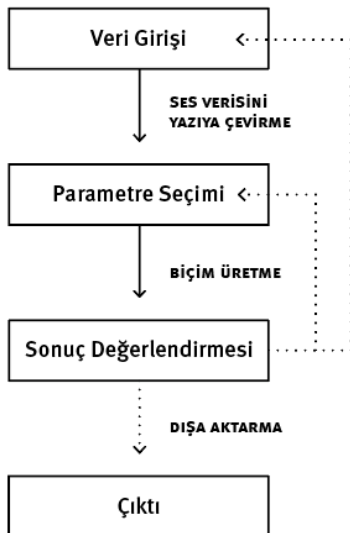 Veri Girişi
SES VERİSİNİ
YAZIYA ÇEVİRME
Parametre Seçimi
BİÇİM ÜRETME
Sonuç Değerlendirmesi
DIŞA AKTARMA
Çıktı